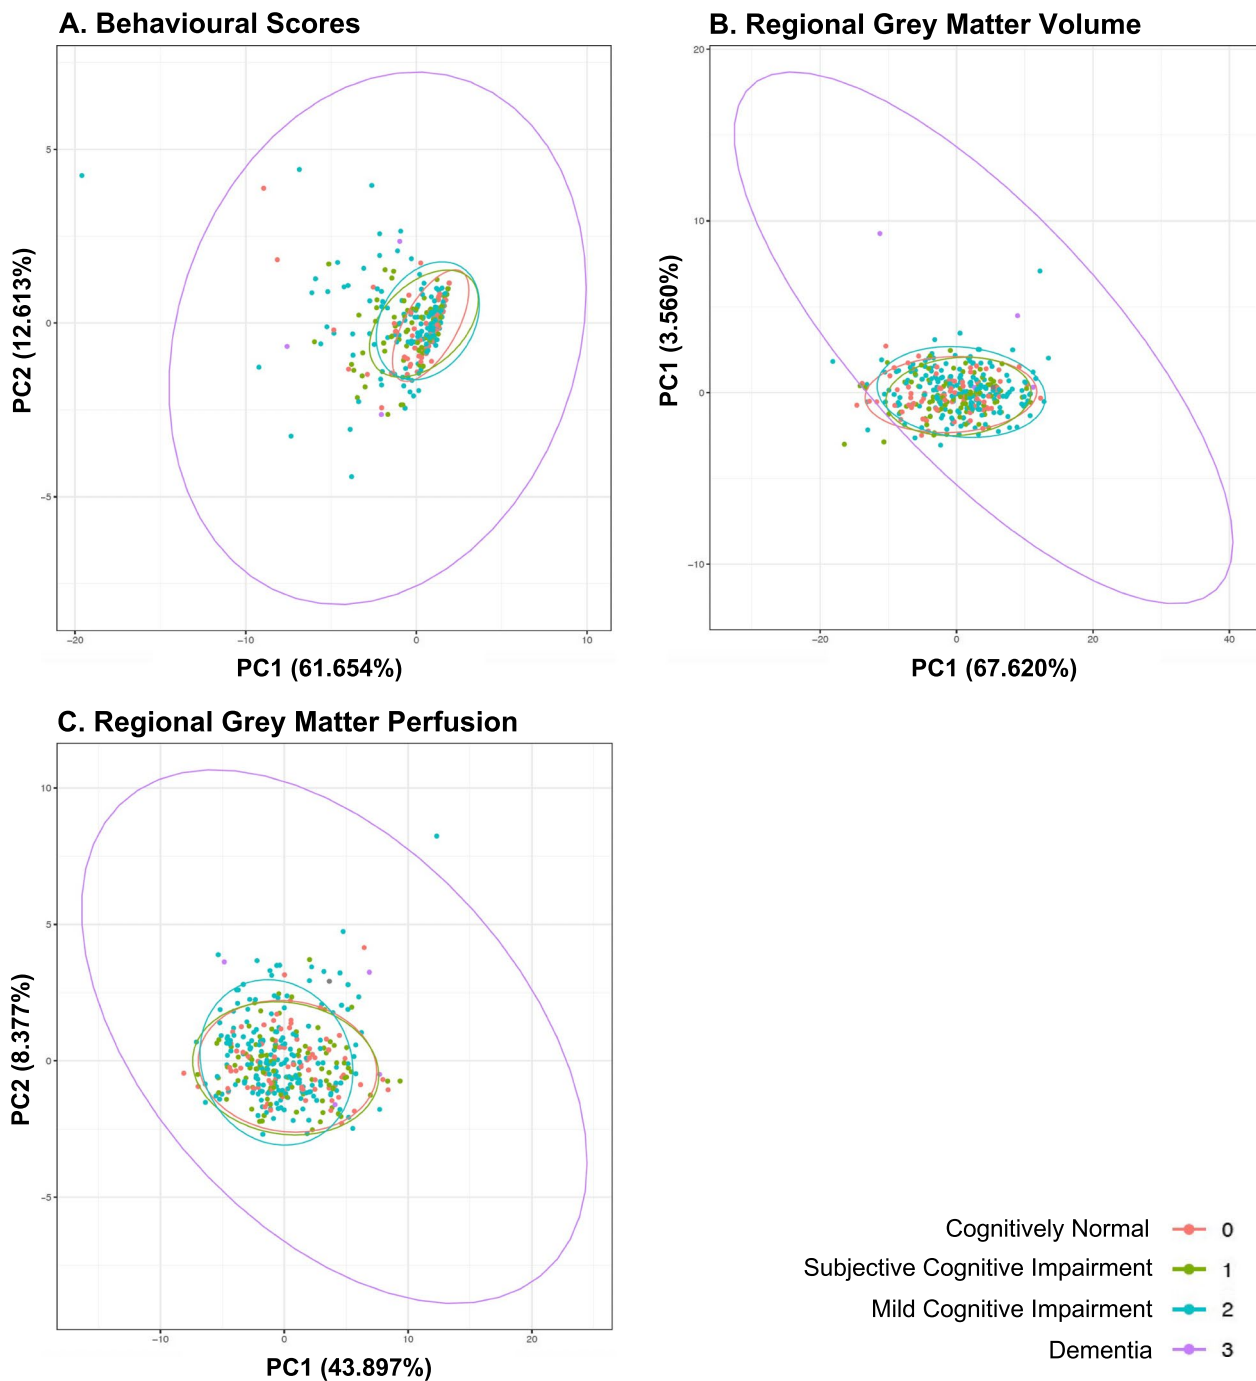 A. Behavioural Scores
B. Regional Grey Matter Volume
5
0
−5
−20
−10
0
10
PC2 (12.613%)
PC1 (61.654%)
20
10
0
−10
−20
0
20
40
PC1 (3.560%)
PC1 (67.620%)
C. Regional Grey Matter Perfusion
10
5
0
−5
−10
0
10
20
PC2 (8.377%)
PC1 (43.897%)
Cognitively Normal 0
Subjective Cognitive Impairment 1
Mild Cognitive Impairment 2
Dementia 3